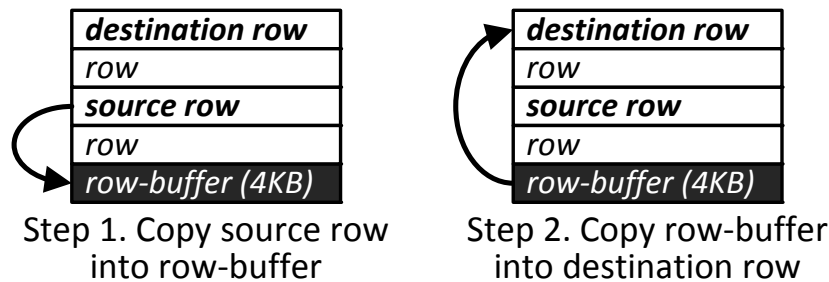 destination row
row
source row
row
row-buffer (4KB)
Step 1. Copy source row
into row-buffer
destination row
row
source row
row
row-buffer (4KB)
Step 2. Copy row-buffer
into destination row